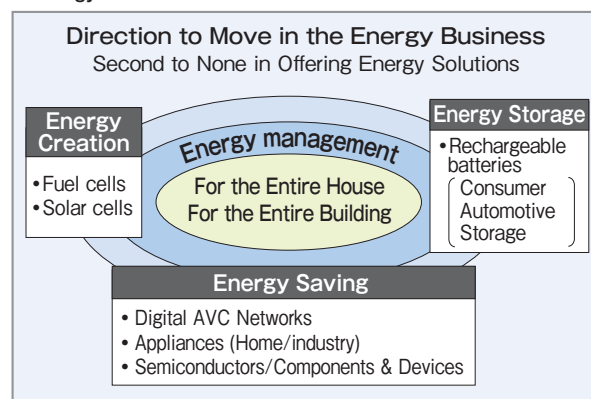 Direction to Move in the Energy Business
Second to None in Offering Energy Solutions
Energy
Creation
•Fuel cells
•Solar cells
Energy management
For the Entire House
For the Entire Building
Energy Storage
•Rechargeable
batteries
Consumer
Automotive
Storage
Energy Saving
• Digital AVC Networks
• Appliances (Home/industry)
• Semiconductors/Components & Devices